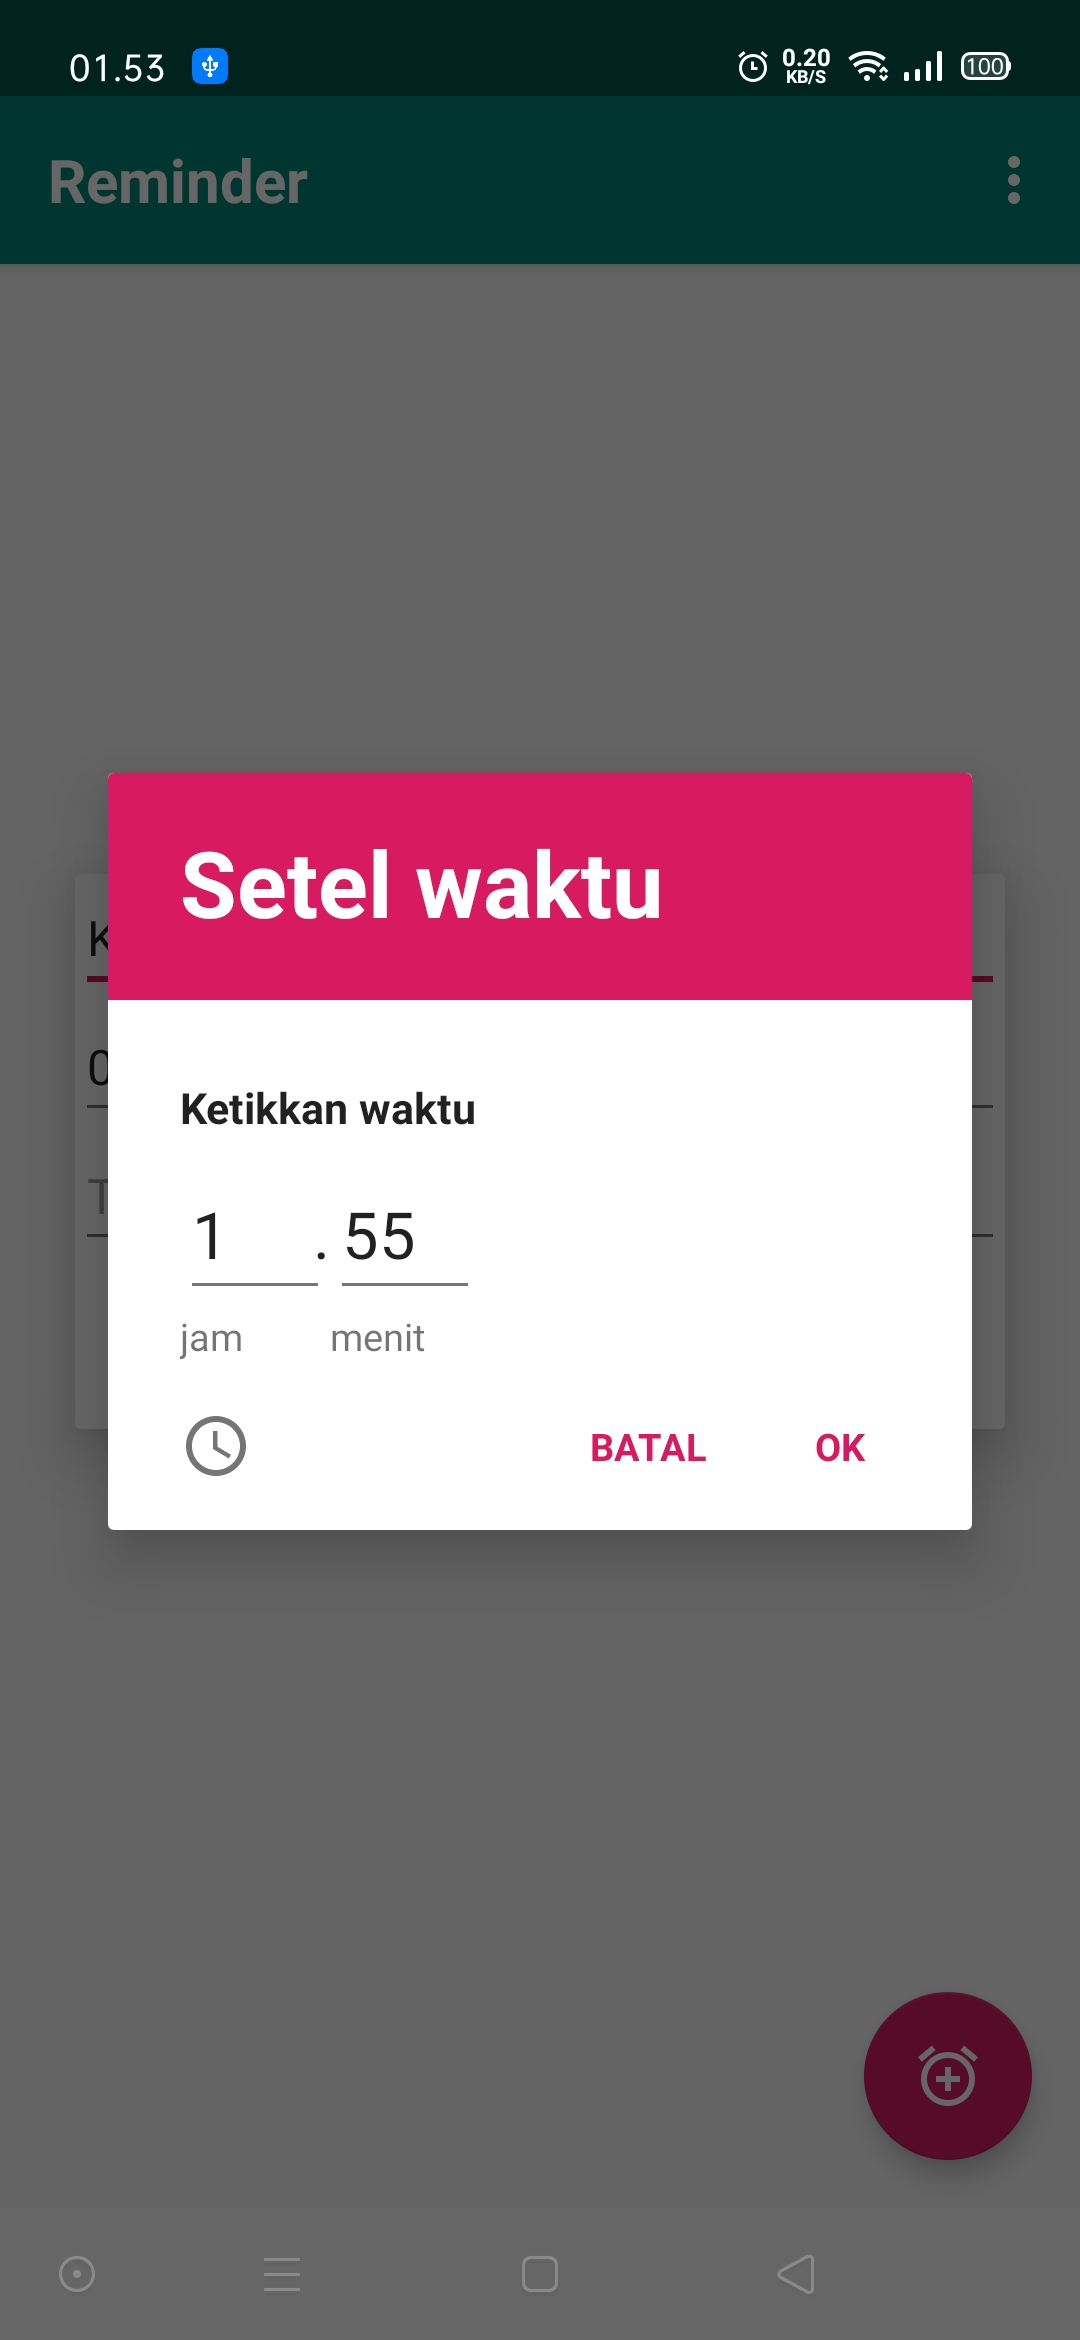 01.53
0.20
KB/S
100
Reminder
Setel waktu
Ketikkan waktu
1 . 55
jam menit
BATAL OK